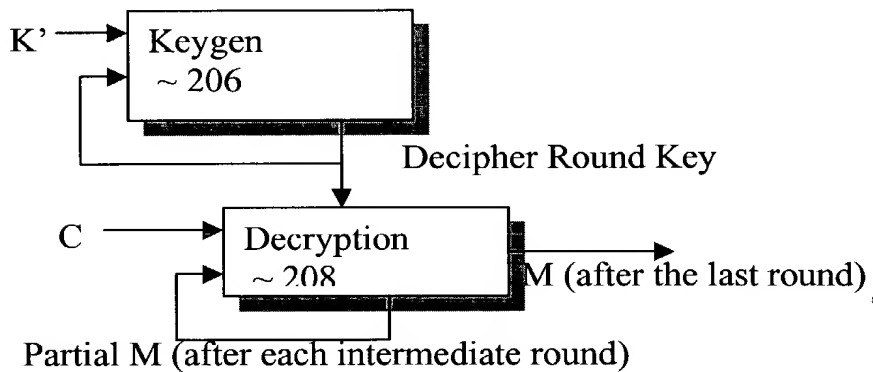 K’
Keygen
~ 206
Decipher Round Key
C
Decryption
~ 208
M (after the last round)
Partial M (after each intermediate round)